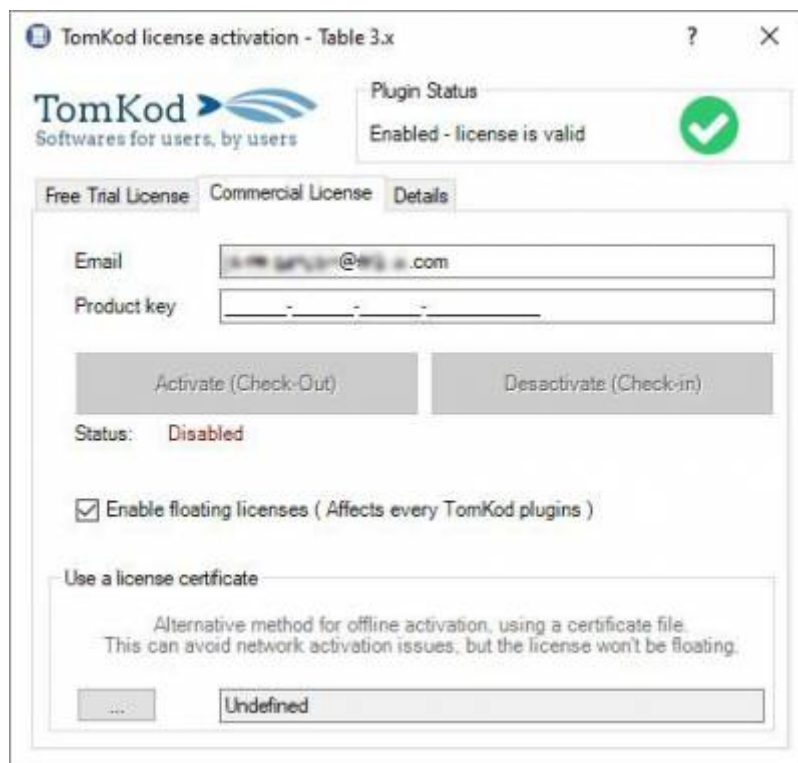 TomKod license activation - Table 3.x
?
TomKod
Softwares for users, by users
Plugin Status
Enabled - license is valid
Free Trial License
Commercial License
Details
Email
@ .com
Product key
Activate (Check-Out)
Desactivate (Check-in)
Status: Disabled
Enable floating licenses ( Affects every TomKod plugins )
Use a license certificate
Alternative method for offline activation, using a certificate file.
This can avoid network activation issues, but the license won't be floating.
...
Undefined